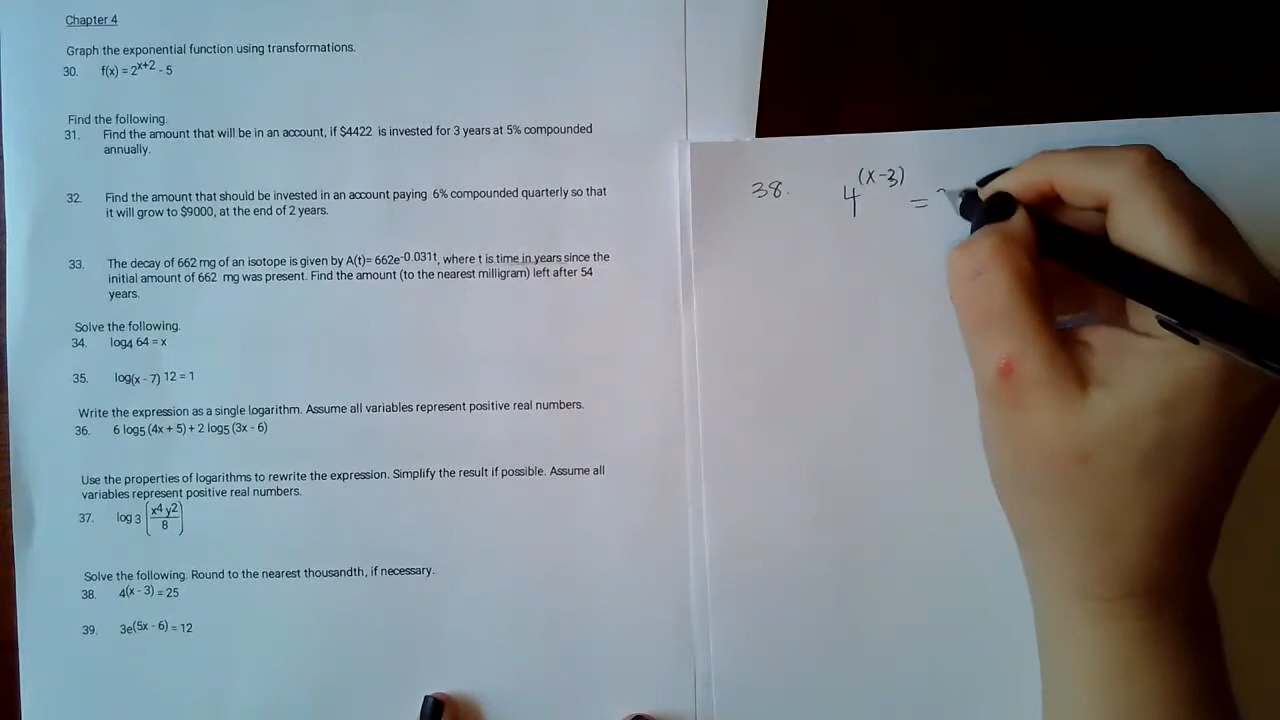 Chapter 4
Graph the exponential function using transformations.
30. f(x) = 2^x+2 - 5
Find the following.
31. Find the amount that will be in an account, if $4422 is invested for 3 years at 5% compounded
annually.
32. Find the amount that should be invested in an account paying 6% compounded quarterly so that
it will grow to $9000, at the end of 2 years.
33. The decay of 662 mg of an isotope is given by A(t)= 662e^-0.031t, where t is time in years since the
initial amount of 662 mg was present. Find the amount (to the nearest milligram) left after 54
years.
Solve the following.
34. log4 64 = x
35. log(x - 7) 12 = 1
Write the expression as a single logarithm. Assume all variables represent positive real numbers.
36. 6 log5 (4x + 5) + 2 log5 (3x - 6)
Use the properties of logarithms to rewrite the expression. Simplify the result if possible. Assume all
variables represent positive real numbers.
37. log 3 (x4 y2 / 8)
Solve the following. Round to the nearest thousandth, if necessary.
38. 4(x - 3) = 25
39. 3e(5x - 6) = 12
38. 4^(x-3) =